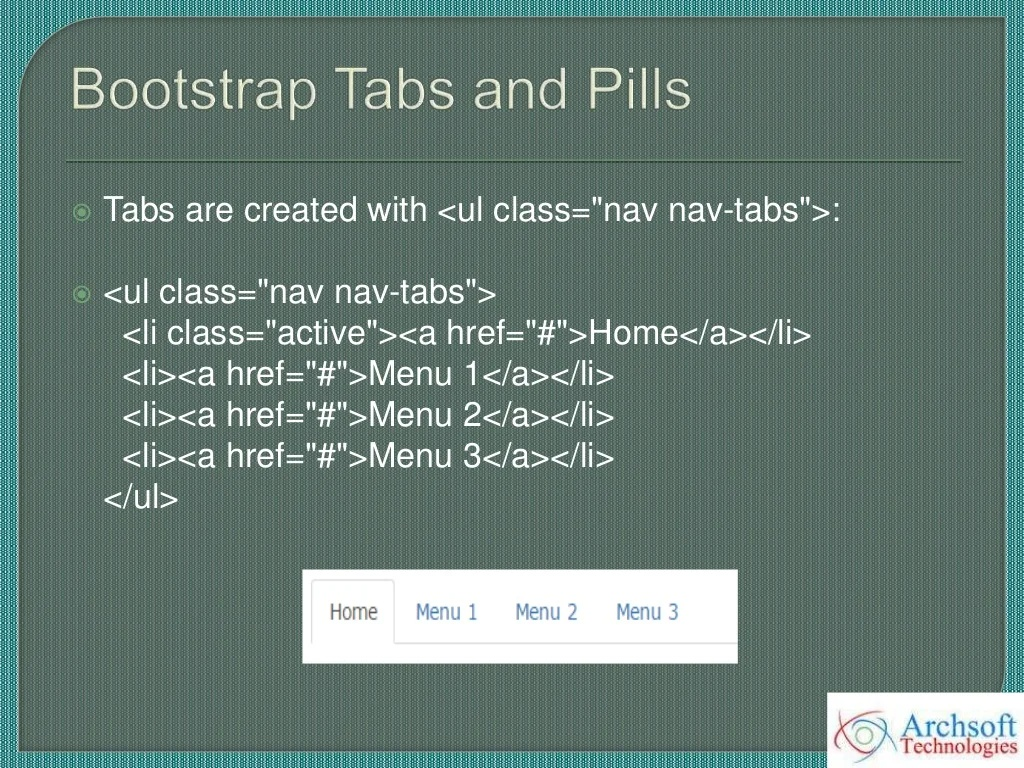 Bootstrap Tabs and Pills
Tabs are created with <ul class="nav nav-tabs">:
<ul class="nav nav-tabs">
<li class="active"><a href="#">Home</a></li>
<li><a href="#">Menu 1</a></li>
<li><a href="#">Menu 2</a></li>
<li><a href="#">Menu 3</a></li>
</ul>
Home Menu 1 Menu 2 Menu 3
Archsoft
Technologies